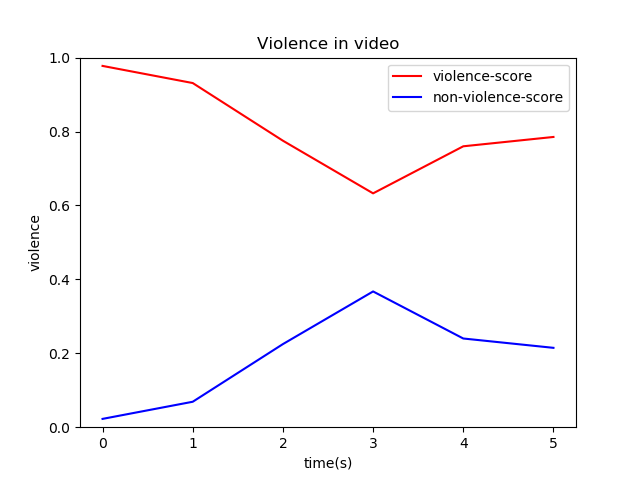 Violence in video
violence-score
non-violence-score
violence
1.0
0.8
0.6
0.4
0.2
0.0
0 1 2 3 4 5
time(s)